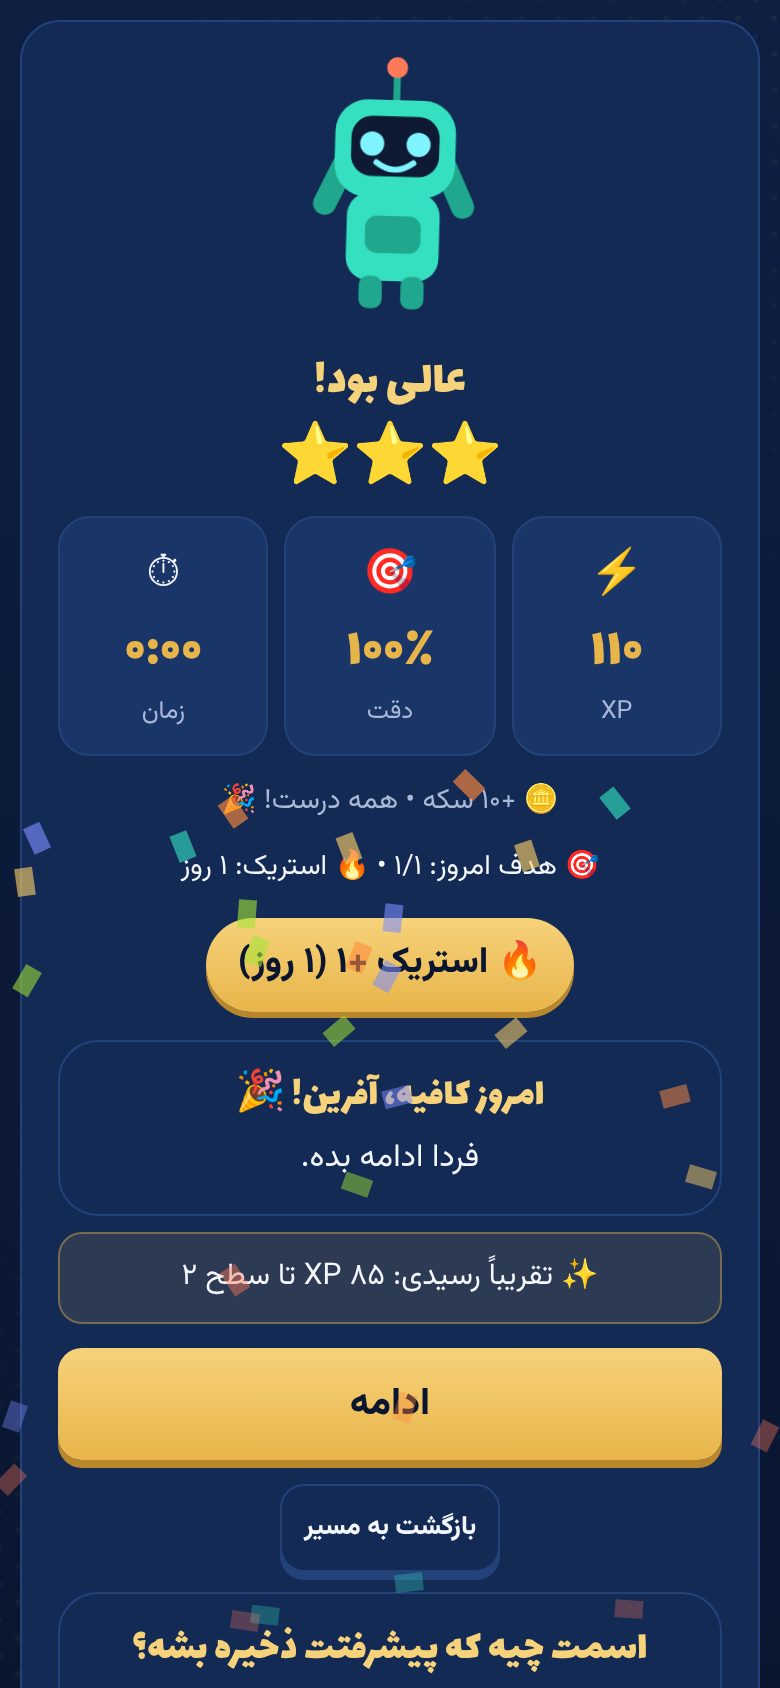 عالی بود!
⚡ 🎯 ⏱
۱۱۰ ۱۰۰٪ ۰:۰۰
XP دقت زمان
🪙 +۱۰ سکه • همه درست! 🎉
🎯 هدف امروز: ۱/۱ • 🔥 استریک: ۱ روز
🔥 استریک +۱ (۱ روز)
امروز کافیه، آفرین! 🎉
فردا ادامه بده.
✨ تقریباً رسیدی: ۸۵ XP تا سطح ۲
ادامه
بازگشت به مسیر
اسمت چیه که پیشرفتت ذخیره بشه؟